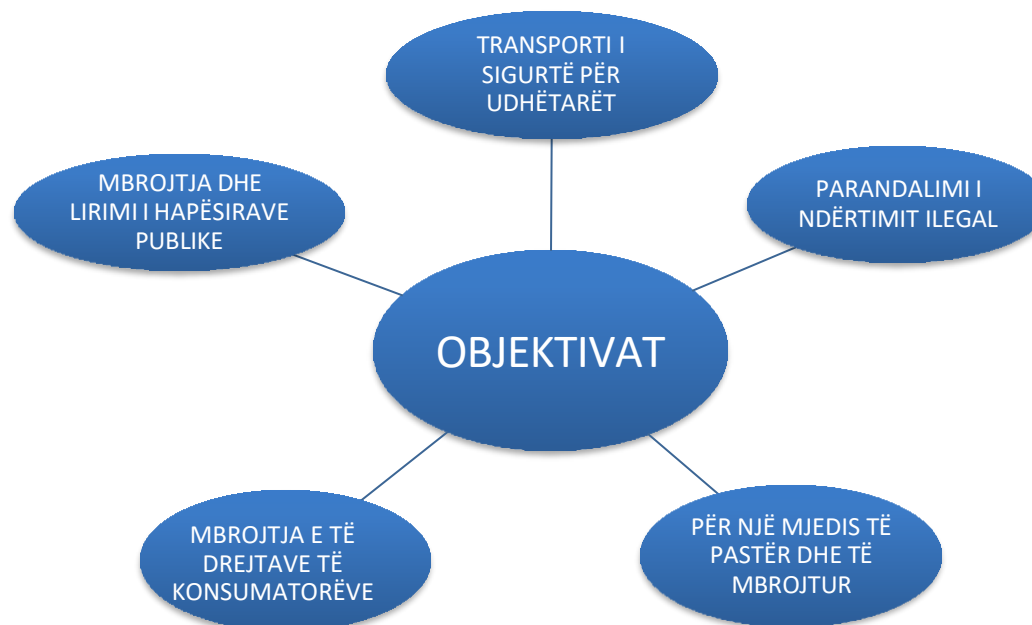 TRANSPORTI I
SIGURTË PËR
UDHËTARËT
MBROJTJA DHE
LIRIMI I HAPËSIRAVE
PUBLIKE
PARANDALIMI I
NDËRTIMIT ILEGAL
OBJEKTIVAT
MBROJTJA E TË
DREJTAVE TË
KONSUMATORËVE
PËR NJË MJEDIS TË
PASTËR DHE TË
MBROJTUR